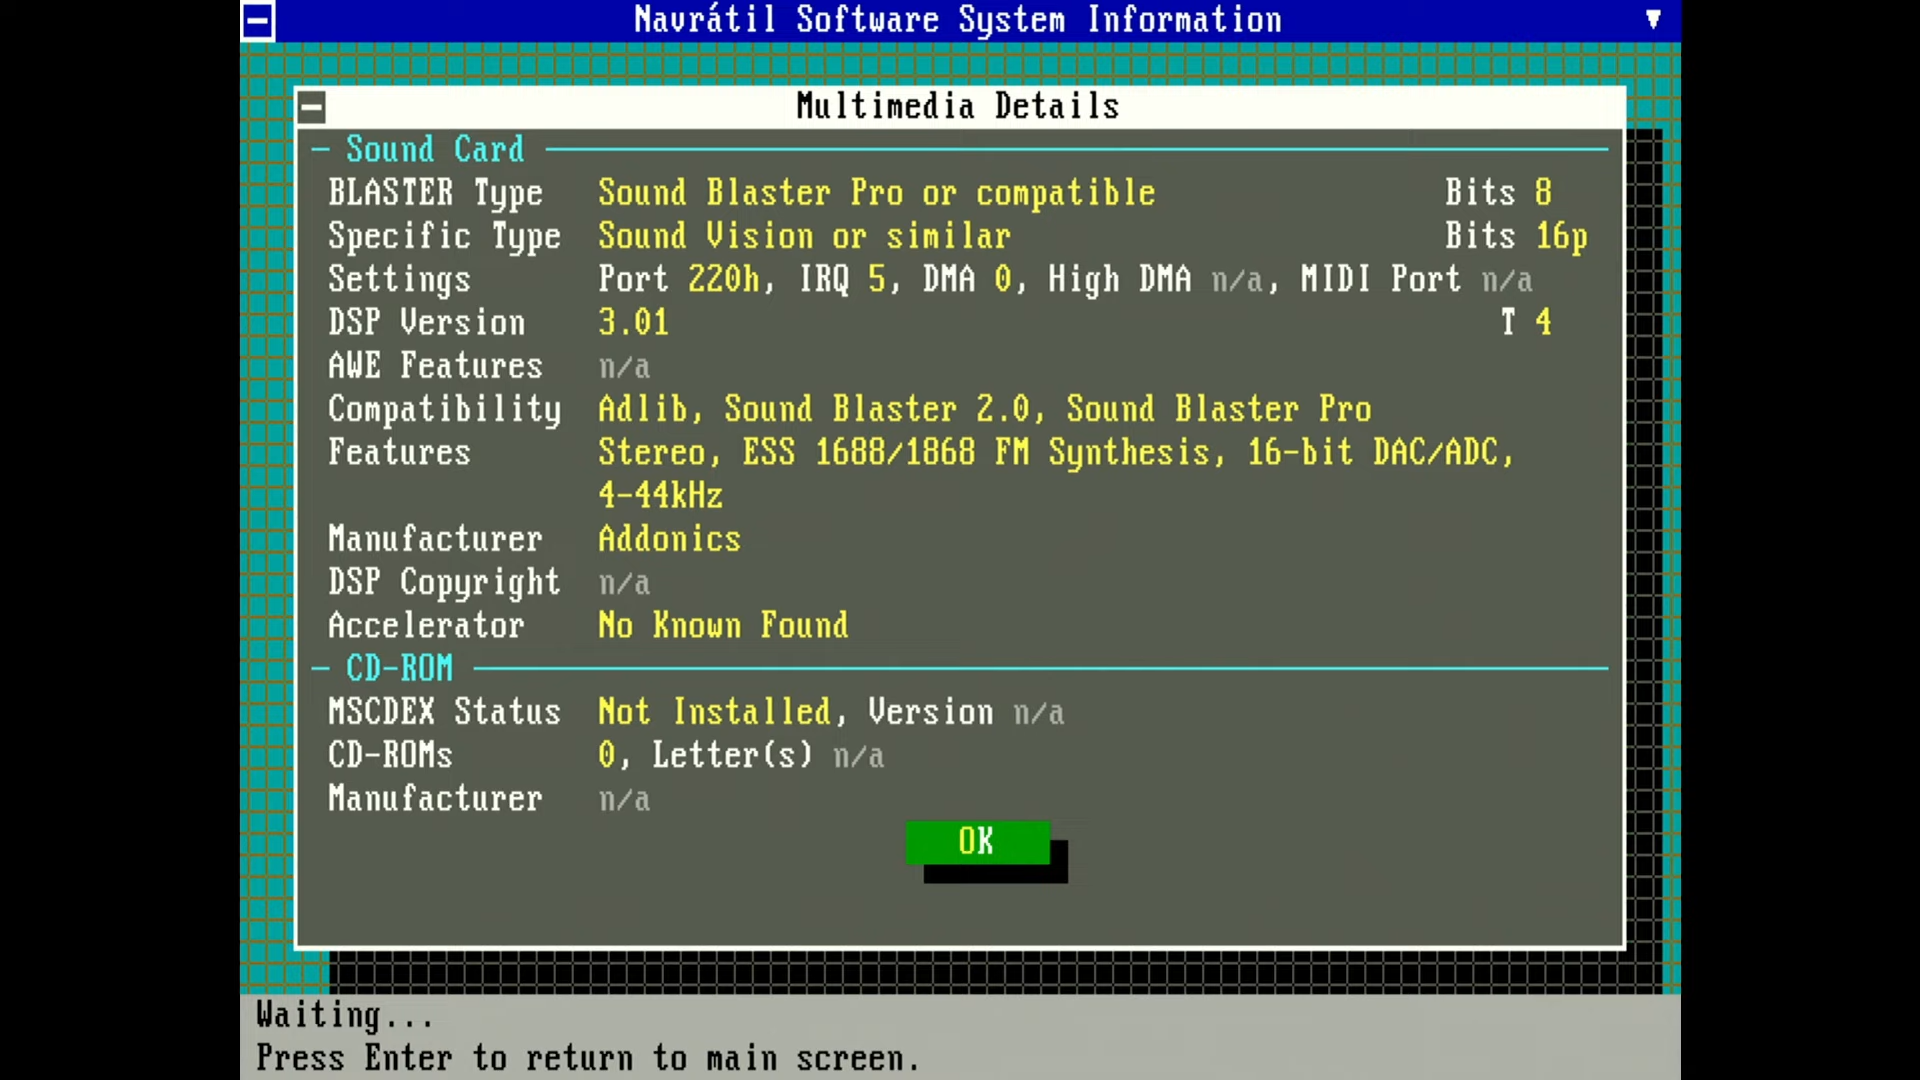 Navrátil Software System Information
Multimedia Details
Sound Card
BLASTER Type Sound Blaster Pro or compatible Bits 8
Specific Type Sound Vision or similar Bits 16p
Settings Port 220h, IRQ 5, DMA 0, High DMA n/a, MIDI Port n/a
DSP Version 3.01 T 4
AWE Features n/a
Compatibility Adlib, Sound Blaster 2.0, Sound Blaster Pro
Features Stereo, ESS 1688/1868 FM Synthesis, 16-bit DAC/ADC,
4-44kHz
Manufacturer Addonics
DSP Copyright n/a
Accelerator No Known Found
CD-ROM
MSCDEX Status Not Installed, Version n/a
CD-ROMs 0, Letter(s) n/a
Manufacturer n/a
OK
Waiting...
Press Enter to return to main screen.